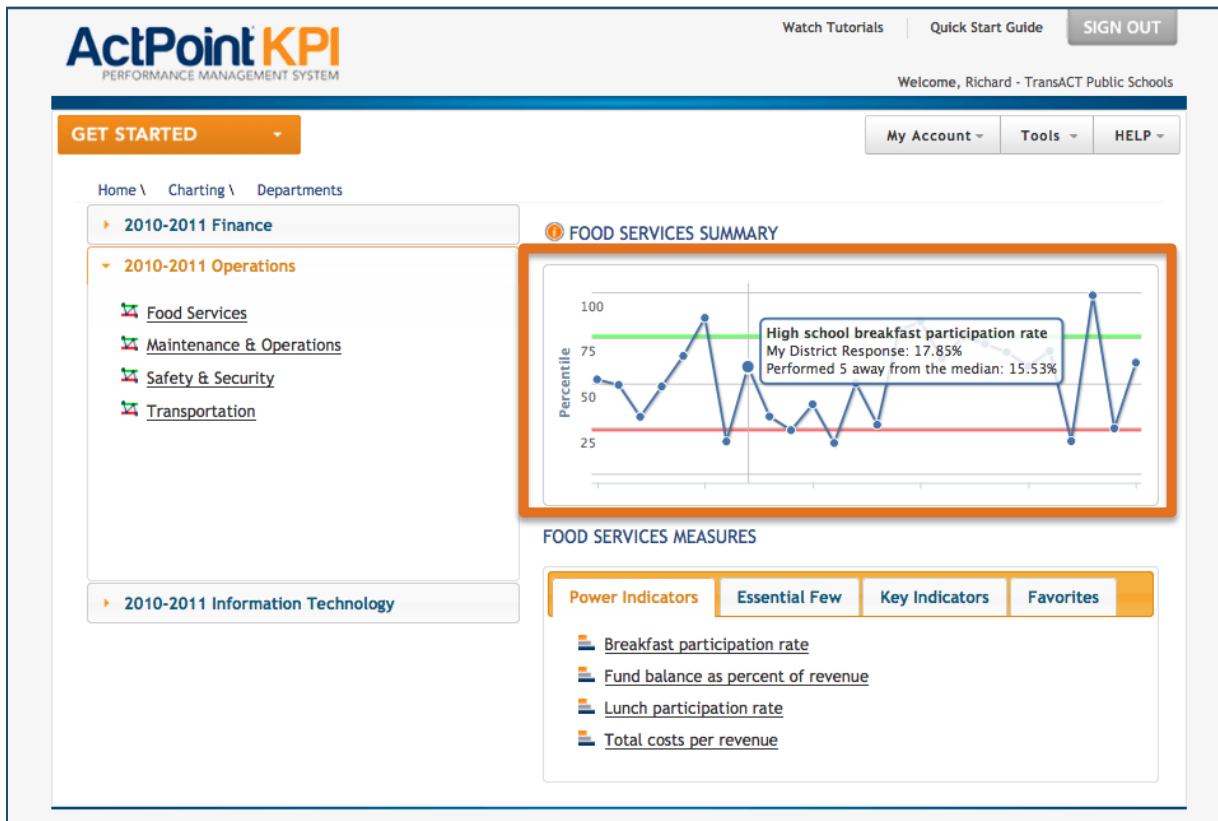 ActPoint KPI
PERFORMANCE MANAGEMENT SYSTEM
Watch Tutorials
Quick Start Guide
SIGN OUT
Welcome, Richard - TransACT Public Schools
GET STARTED
My Account
Tools
HELP
Home \ Charting \ Departments
2010-2011 Finance
2010-2011 Operations
Food Services
Maintenance & Operations
Safety & Security
Transportation
2010-2011 Information Technology
FOOD SERVICES SUMMARY
Percentile
100
75
50
25
High school breakfast participation rate
My District Response: 17.85%
Performed 5 away from the median: 15.53%
FOOD SERVICES MEASURES
Power Indicators
Essential Few
Key Indicators
Favorites
Breakfast participation rate
Fund balance as percent of revenue
Lunch participation rate
Total costs per revenue